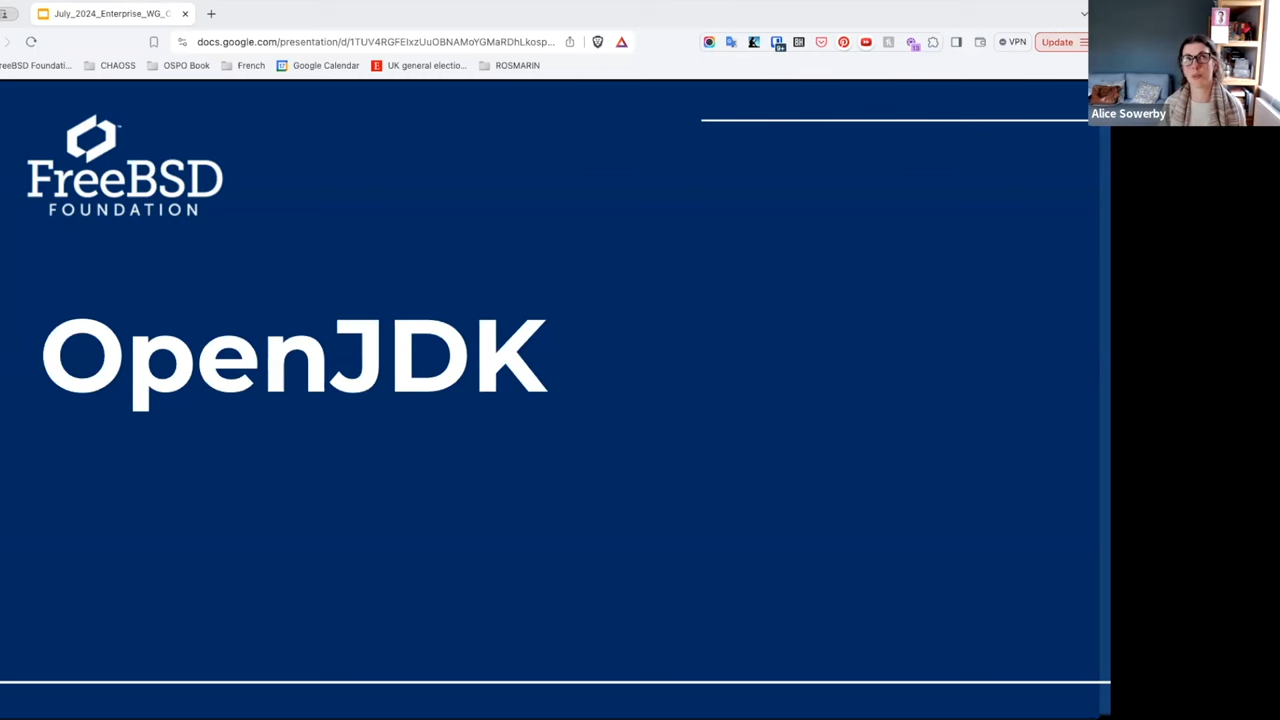 July_2024_Enterprise_WG_C
docs.google.com/presentation/d/1TUV4RGFEIxzUuOBNAMoYGMaRDhLkosp...
VPN
Update
reeBSD Foundati...
CHAOSS
OSPO Book
French
Google Calendar
UK general electio...
ROSMARIN
Alice Sowerby
FreeBSD
FOUNDATION
OpenJDK